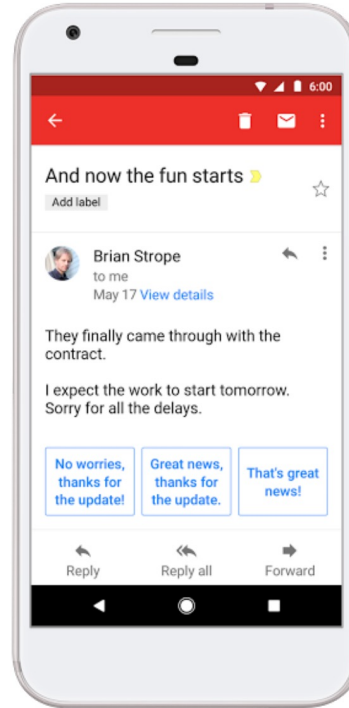 6:00
And now the fun starts
Add label
Brian Strope
to me
May 17 View details
They finally came through with the
contract.
I expect the work to start tomorrow.
Sorry for all the delays.
No worries,
thanks for
the update!
Great news,
thanks for
the update.
That's great
news!
Reply
Reply all
Forward